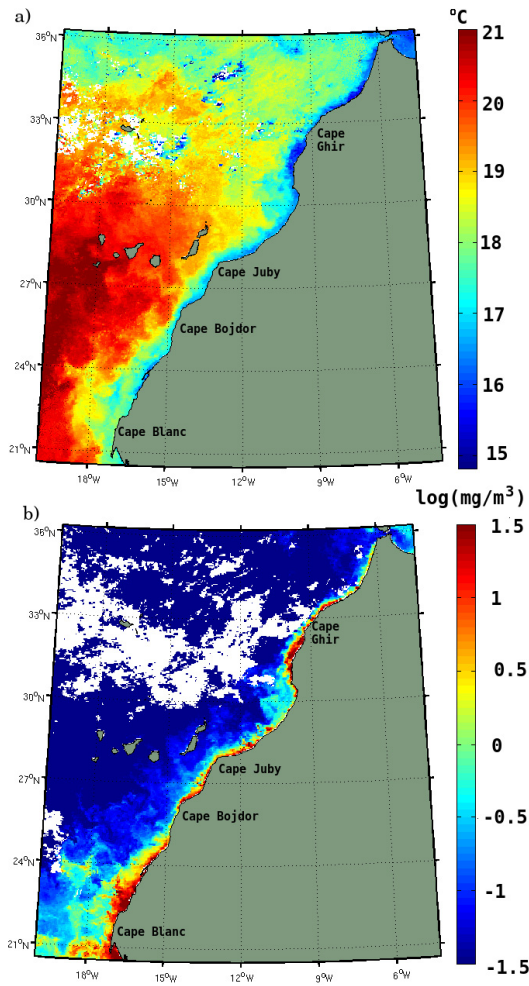 a)
°C
36°N
33°N
30°N
27°N
24°N
21°N
18°W
15°W
12°W
9°W
6°W
Cape
Ghir
Cape Juby
Cape Bojdor
Cape Blanc
21
20
19
18
17
16
15
log(mg/m³)
b)
36°N
33°N
30°N
27°N
24°N
21°N
18°W
15°W
12°W
9°W
6°W
Cape
Ghir
Cape Juby
Cape Bojdor
Cape Blanc
1.5
1
0.5
0
-0.5
-1
-1.5